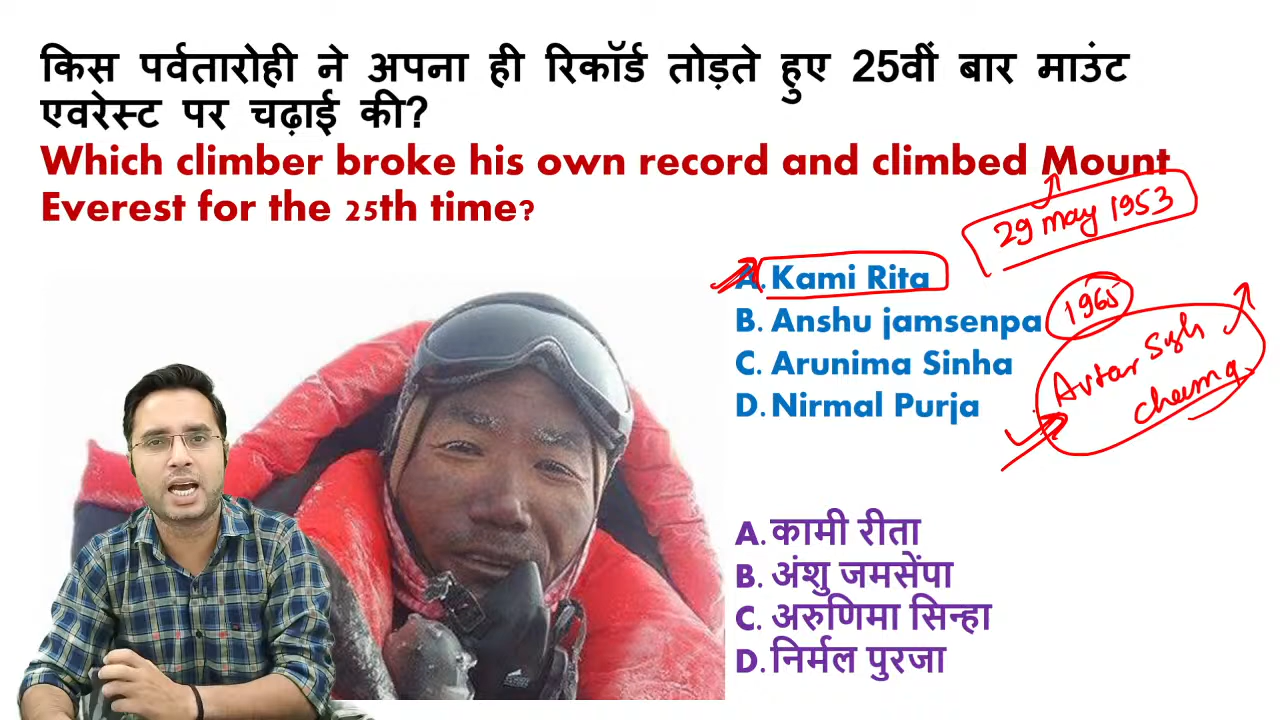 किस पर्वतारोही ने अपना ही रिकॉर्ड तोड़ते हुए 25वीं बार माउंट
एवरेस्ट पर चढ़ाई की?
Which climber broke his own record and climbed Mount
Everest for the 25th time?
29 may 1953
A. Kami Rita
B. Anshu jamsenpa
C. Arunima Sinha
D. Nirmal Purja
1965
Avtar
cheema
A. कामी रीता
B. अंशु जमसेंपा
C. अरुणिमा सिन्हा
D. निर्मल पुरजा